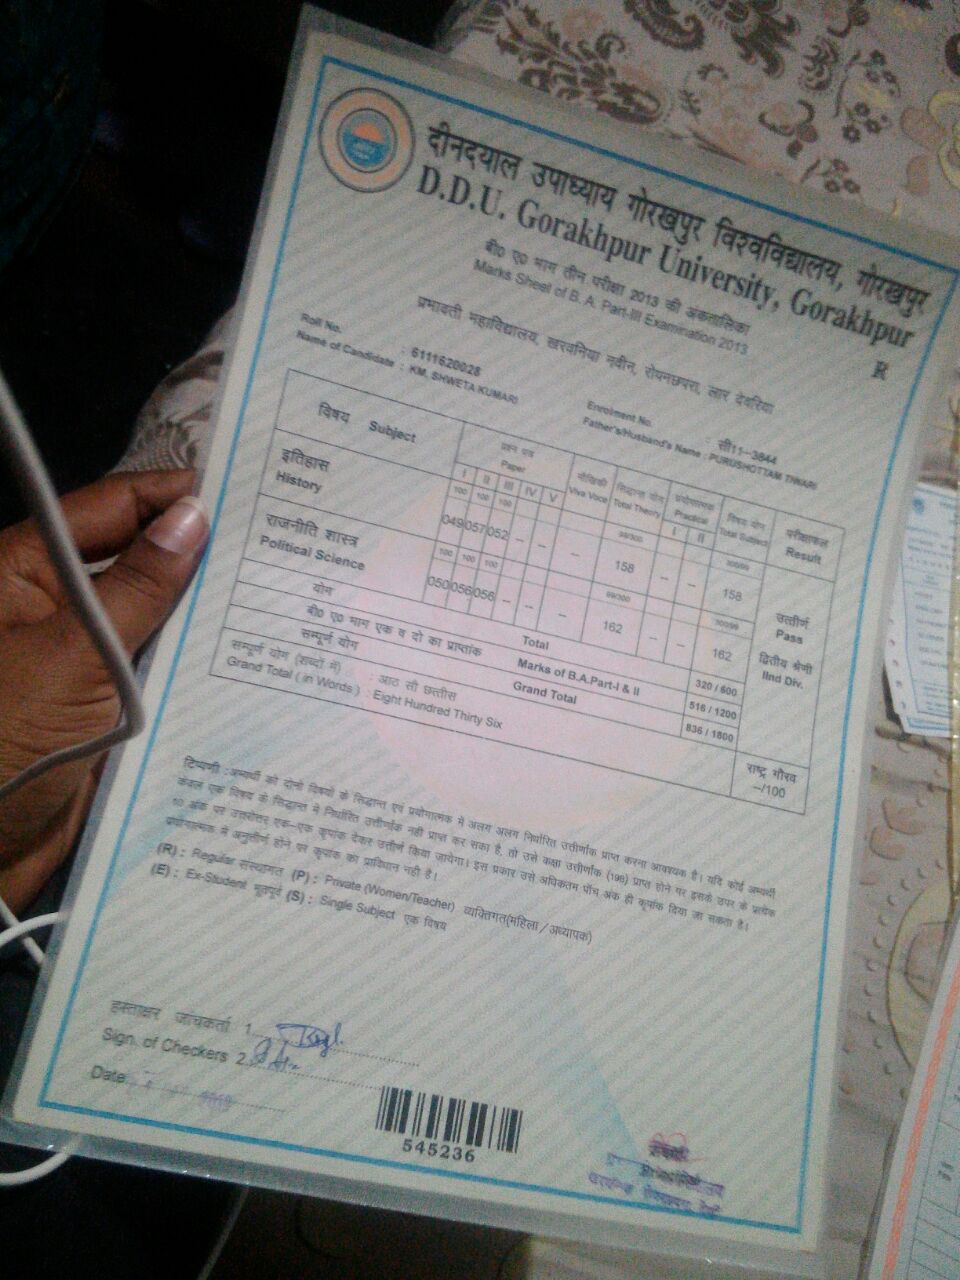 दीनदयाल उपाध्याय गोरखपुर विश्वविद्यालय, गोरखपुर
D.D.U. Gorakhpur University, Gorakhpur
बी० ए० भाग तीन परीक्षा 2013 की अंकतालिका
Marks Sheet of B. A. Part-III Examination 2013
R
प्रभावती महाविद्यालय, खरवनिया नवीन, रोपनछपरा, लार देवरिया
Roll No. : 6111620028 Enrolment No. : सी11-3844
Name of Candidate : KM. SHWETA KUMARI Father's/Husband's Name : PURUSHOTTAM TIWARI
विषय Subject प्रश्न पत्र Paper मौखिकी Viva Voce सिद्धान्त योग Total Theory प्रयोगात्मक Practical विषय योग Total Subject परीक्षाफल Result
I II III IV V I II
100 100 100 99/300 300/99
इतिहास History 049 057 052 -- -- -- 158 -- -- 158
100 100 100 99/300 300/99
राजनीति शास्त्र Political Science 050 056 056 -- -- -- 162 -- -- 162
उत्तीर्ण
Pass
द्वितीय श्रेणी
IInd Div.
योग Total 320 / 600
बी० ए० भाग एक व दो का प्राप्तांक Marks of B.A.Part-I & II 516 / 1200
सम्पूर्ण योग Grand Total 836 / 1800
सम्पूर्ण योग (शब्दों में) : आठ सौ छत्तीस
Grand Total ( in Words ) : Eight Hundred Thirty Six
राष्ट्र गौरव
--/100
टिप्पणी : अभ्यर्थी को दोनो विषयों के सिद्धान्त एवं प्रयोगात्मक में अलग अलग निर्धारित उत्तीर्णांक प्राप्त करना आवश्यक है। यदि कोई अभ्यर्थी
केवल एक विषय के सिद्धान्त मे निर्धारित उत्तीर्णांक नही प्राप्त कर सका है, तो उसे कक्षा उत्तीर्णांक (198) प्राप्त होने पर इसके उपर के प्रत्येक
10 अंक पर उत्तरोत्तर एक-एक कृपांक देकर उत्तीर्ण किया जायेगा। इस प्रकार उसे अधिकतम पाँच अंक ही कृपांक दिया जा सकता है।
प्रयोगात्मक में अनुत्तीर्ण होने पर कृपांक का प्राविधान नही है।
(R) : Regular संस्थागत (P) : Private (Women/Teacher) व्यक्तिगत(महिला/अध्यापक)
(E) : Ex-Student भूतपूर्व (S) : Single Subject एक विषय
हस्ताक्षर जांचकर्ता 1
Sign. of Checkers 2
Date
545236